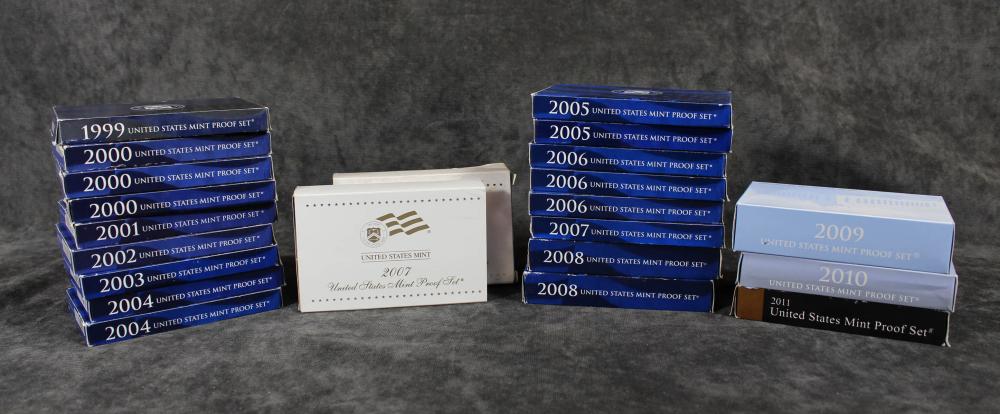 1999 UNITED STATES MINT PROOF SET®
2000 UNITED STATES MINT PROOF SET®
2000 UNITED STATES MINT PROOF SET®
2000 UNITED STATES MINT PROOF SET®
2001 UNITED STATES MINT PROOF SET®
2002 UNITED STATES MINT PROOF SET®
2003 UNITED STATES MINT PROOF SET®
2004 UNITED STATES MINT PROOF SET®
2004 UNITED STATES MINT PROOF SET®
UNITED STATES MINT
2007
United States Mint Proof Set®
2005 UNITED STATES MINT PROOF SET®
2005 UNITED STATES MINT PROOF SET®
2006 UNITED STATES MINT PROOF SET®
2006 UNITED STATES MINT PROOF SET®
2006 UNITED STATES MINT PROOF SET®
2007 UNITED STATES MINT PROOF SET®
2008 UNITED STATES MINT PROOF SET®
2008 UNITED STATES MINT PROOF SET®
2009
UNITED STATES MINT PROOF SET®
2010
UNITED STATES MINT PROOF SET®
2011
United States Mint Proof Set®